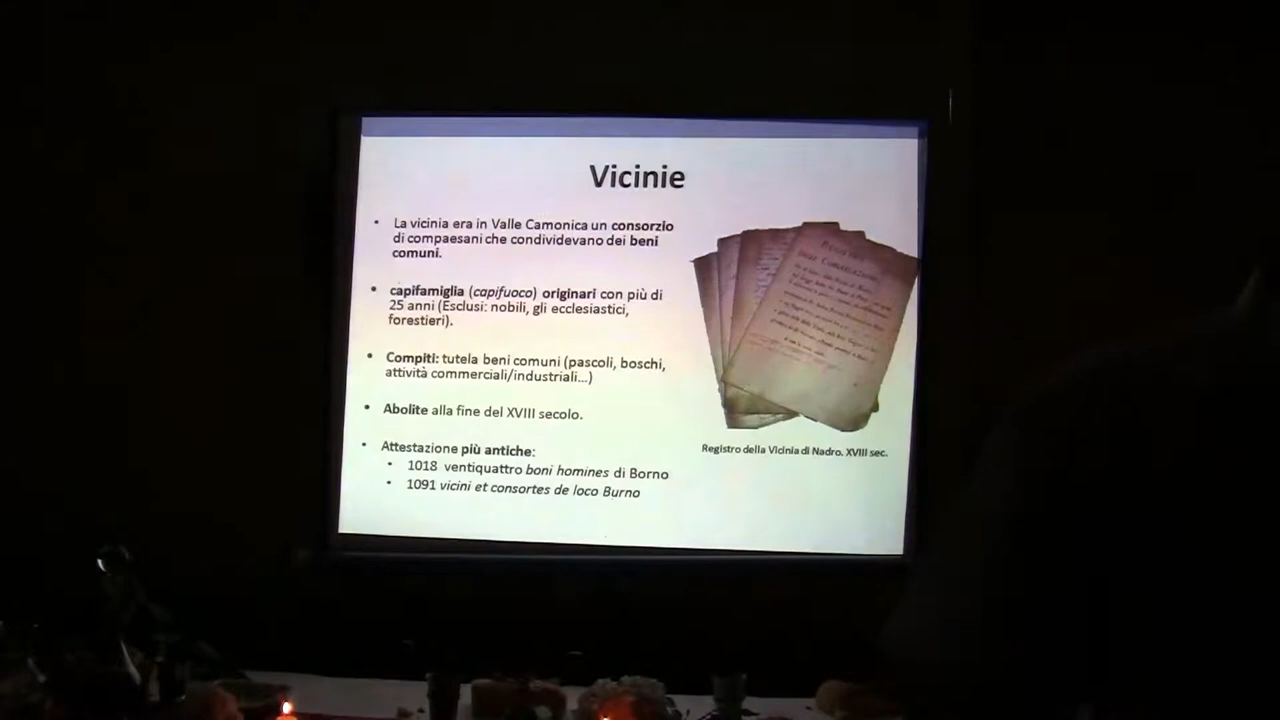 Vicinie
• La vicinia era in Valle Camonica un consorzio
di compaesani che condividevano dei beni
comuni.
• capifamiglia (capifuoco) originari con più di
25 anni (Esclusi: nobili, gli ecclesiastici,
forestieri).
• Compiti: tutela beni comuni (pascoli, boschi,
attività commerciali/industriali...)
• Abolite alla fine del XVIII secolo.
• Attestazione più antiche:
• 1018 ventiquattro boni homines di Borno
• 1091 vicini et consortes de loco Burno
Registro della Vicinia di Nadro. XVIII sec.